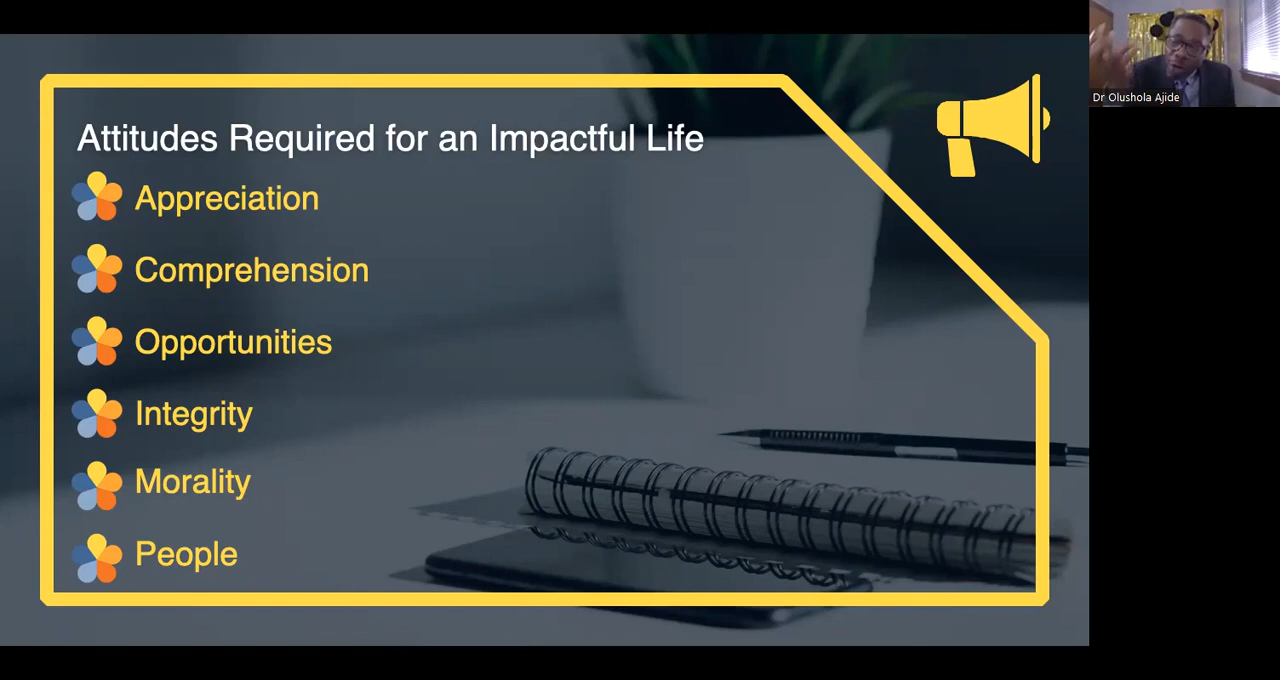 Attitudes Required for an Impactful Life
Appreciation
Comprehension
Opportunities
Integrity
Morality
People
Dr Olushola Ajide